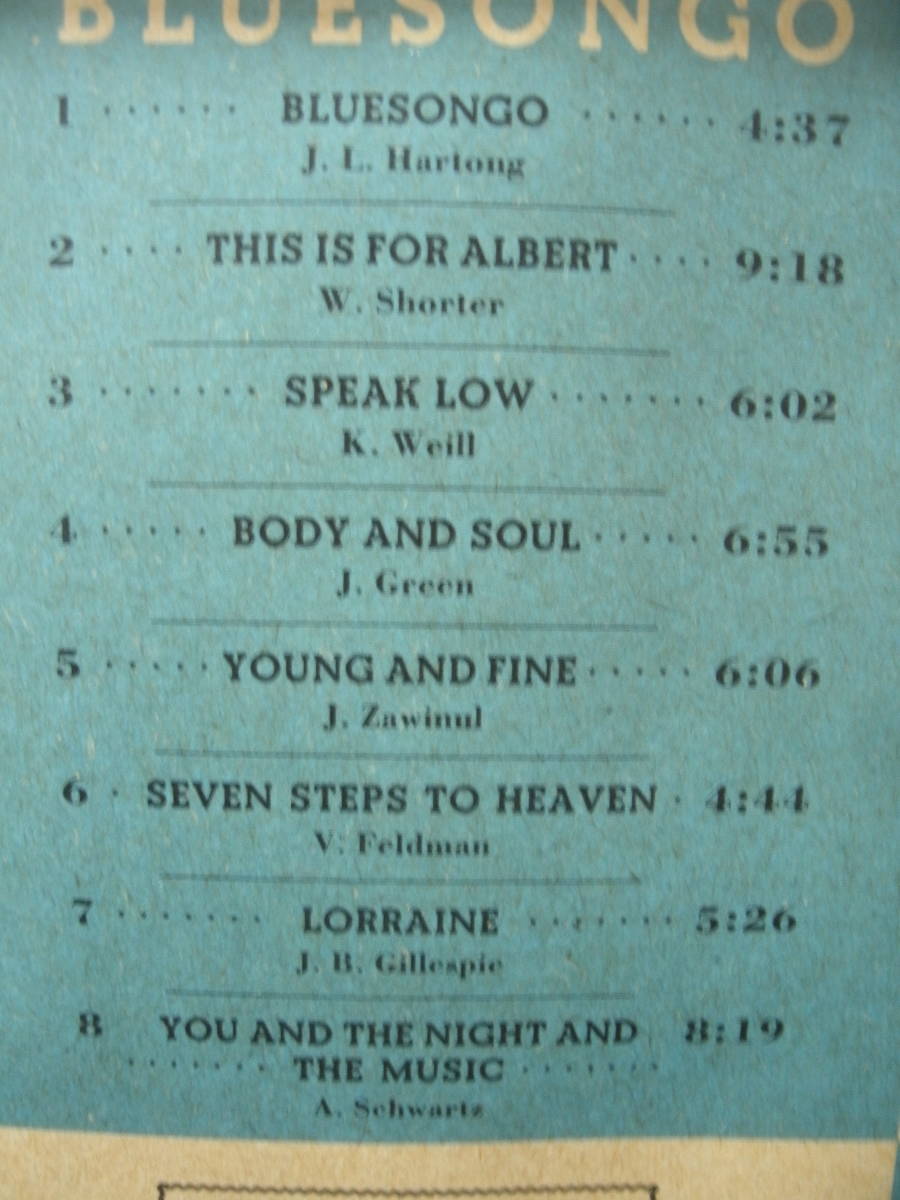 BLUESONGO
1 ······ BLUESONGO ······ 4:37
J. L. Hartong
2 ···· THIS IS FOR ALBERT ···· 9:18
W. Shorter
3 ········ SPEAK LOW ········ 6:02
K. Weill
4 ······ BODY AND SOUL ······ 6:55
J. Green
5 ······ YOUNG AND FINE ······ 6:06
J. Zawinul
6 · SEVEN STEPS TO HEAVEN · 4:44
V. Feldman
7 ········ LORRAINE ········ 5:26
J. B. Gillespie
8 YOU AND THE NIGHT AND 8:19
········ THE MUSIC ········
A. Schwartz